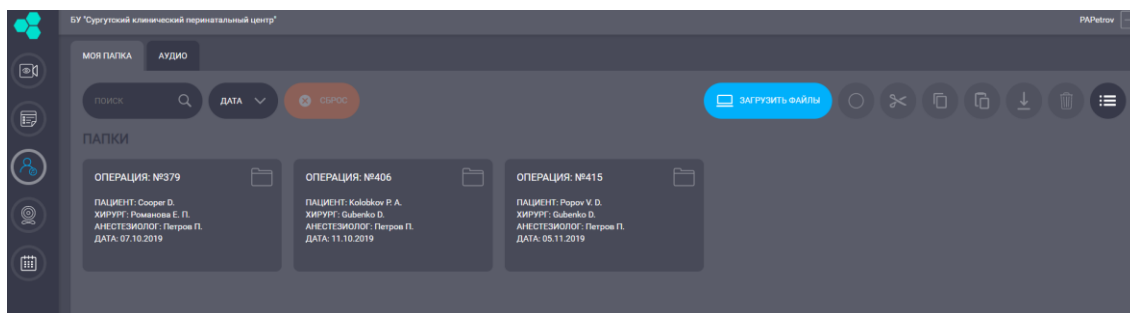 БУ "Сургутский клинический перинатальный центр"
PAPetrov
МОЯ ПАПКА
АУДИО
ПОИСК
ДАТА
СБРОС
ЗАГРУЗИТЬ ФАЙЛЫ
ПАПКИ
ОПЕРАЦИЯ: №379
ПАЦИЕНТ: Cooper D.
ХИРУРГ: Романова Е. П.
АНЕСТЕЗИОЛОГ: Петров П.
ДАТА: 07.10.2019
ОПЕРАЦИЯ: №406
ПАЦИЕНТ: Kolobkov P. A.
ХИРУРГ: Gubenko D.
АНЕСТЕЗИОЛОГ: Петров П.
ДАТА: 11.10.2019
ОПЕРАЦИЯ: №415
ПАЦИЕНТ: Popov V. D.
ХИРУРГ: Gubenko D.
АНЕСТЕЗИОЛОГ: Петров П.
ДАТА: 05.11.2019